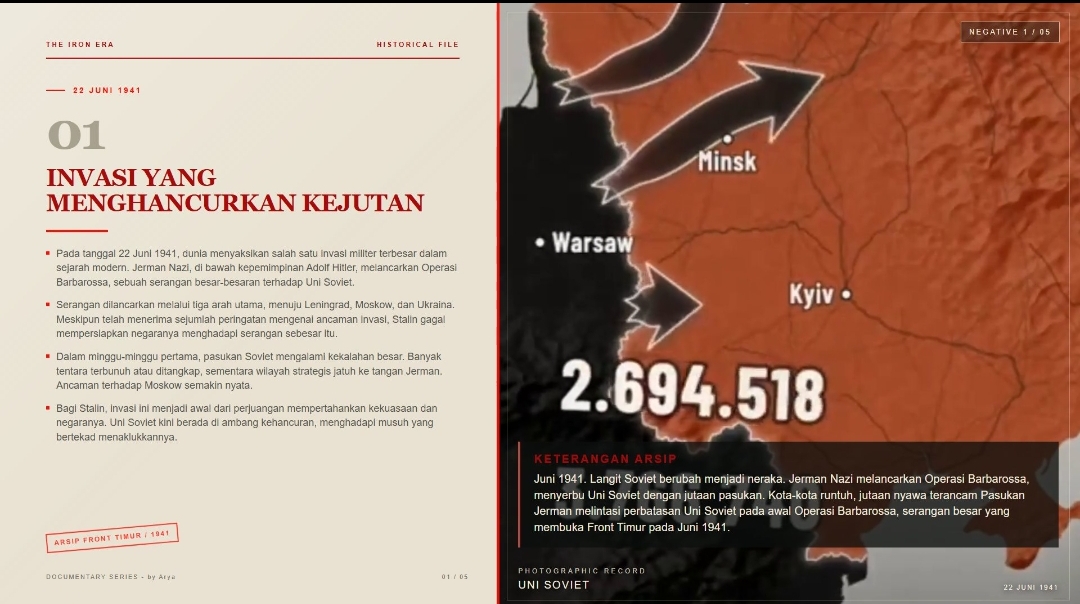 THE IRON ERA
HISTORICAL FILE
22 JUNI 1941
01
INVASI YANG
MENGHANCURKAN KEJUTAN
Pada tanggal 22 Juni 1941, dunia menyaksikan salah satu invasi militer terbesar dalam
sejarah modern. Jerman Nazi, di bawah kepemimpinan Adolf Hitler, melancarkan Operasi
Barbarossa, sebuah serangan besar-besaran terhadap Uni Soviet.
Serangan dilancarkan melalui tiga arah utama, menuju Leningrad, Moskow, dan Ukraina.
Meskipun telah menerima sejumlah peringatan mengenai ancaman invasi, Stalin gagal
mempersiapkan negaranya menghadapi serangan sebesar itu.
Dalam minggu-minggu pertama, pasukan Soviet mengalami kekalahan besar. Banyak
tentara terbunuh atau ditangkap, sementara wilayah strategis jatuh ke tangan Jerman.
Ancaman terhadap Moskow semakin nyata.
Bagi Stalin, invasi ini menjadi awal dari perjuangan mempertahankan kekuasaan dan
negaranya. Uni Soviet kini berada di ambang kehancuran, menghadapi musuh yang
bertekad menaklukkannya.
ARSIP FRONT TIMUR / 1941
DOCUMENTARY SERIES - by Arya
01 / 05
NEGATIVE 1 / 05
Minsk
Warsaw
Kyiv
2.694.518
KETERANGAN ARSIP
Juni 1941. Langit Soviet berubah menjadi neraka. Jerman Nazi melancarkan Operasi Barbarossa,
menyerbu Uni Soviet dengan jutaan pasukan. Kota-kota runtuh, jutaan nyawa terancam Pasukan
Jerman melintasi perbatasan Uni Soviet pada awal Operasi Barbarossa, serangan besar yang
membuka Front Timur pada Juni 1941.
PHOTOGRAPHIC RECORD
UNI SOVIET
22 JUNI 1941